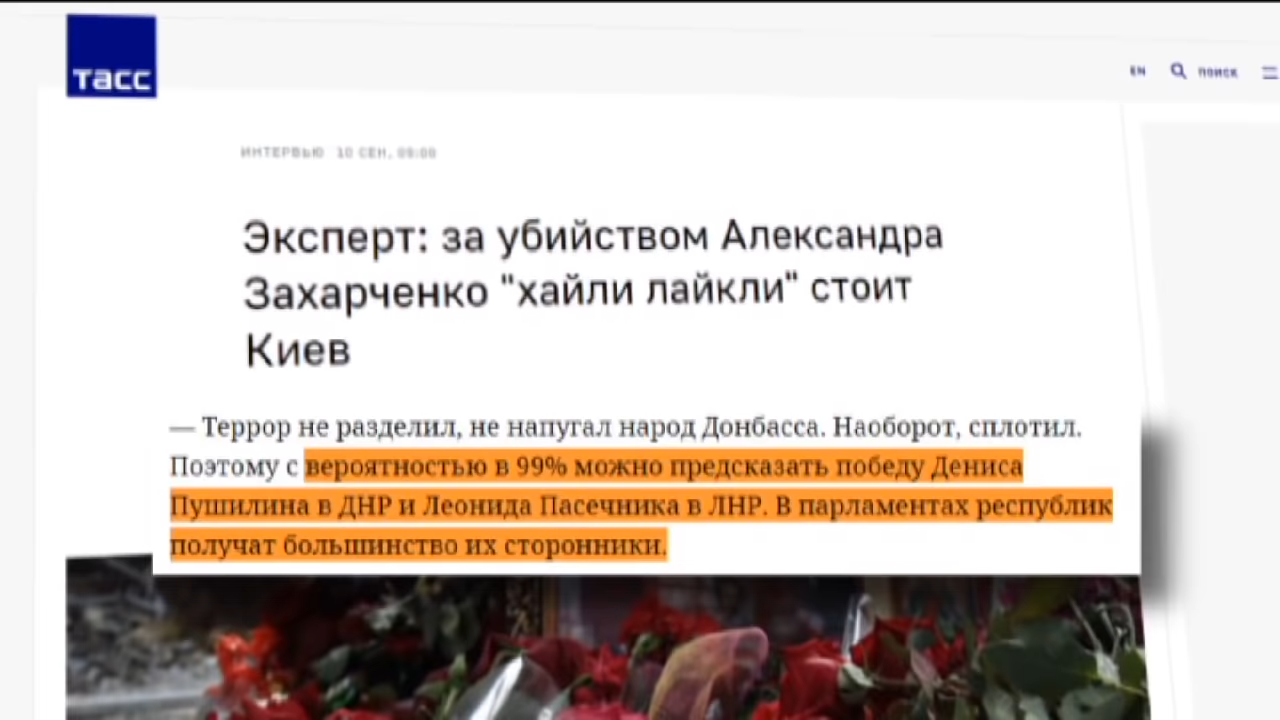 тасс
EN ПОИСК
ИНТЕРВЬЮ 10 СЕН, 09:00
Эксперт: за убийством Александра
Захарченко "хайли лайкли" стоит
Киев
— Террор не разделил, не напугал народ Донбасса. Наоборот, сплотил.
Поэтому с вероятностью в 99% можно предсказать победу Дениса
Пушилина в ДНР и Леонида Пасечника в ЛНР. В парламентах республик
получат большинство их сторонники.